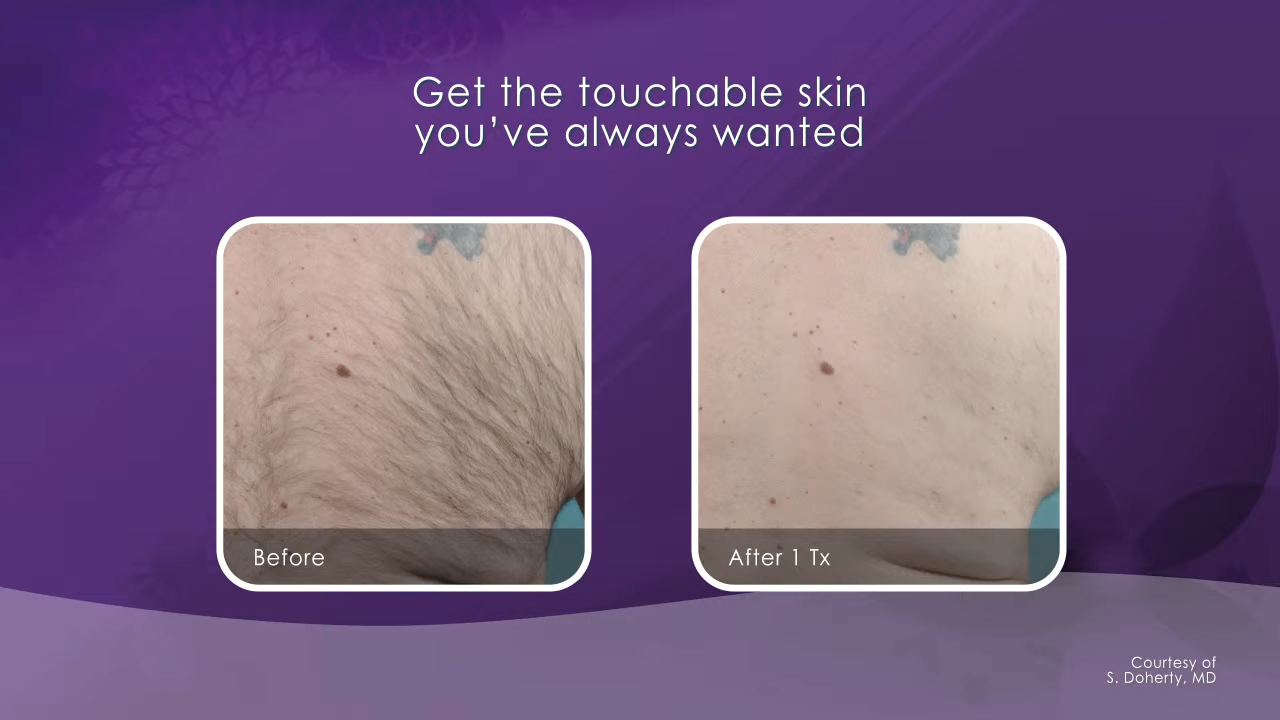 Get the touchable skin
you’ve always wanted
Before
After 1 Tx
Courtesy of
S. Doherty, MD